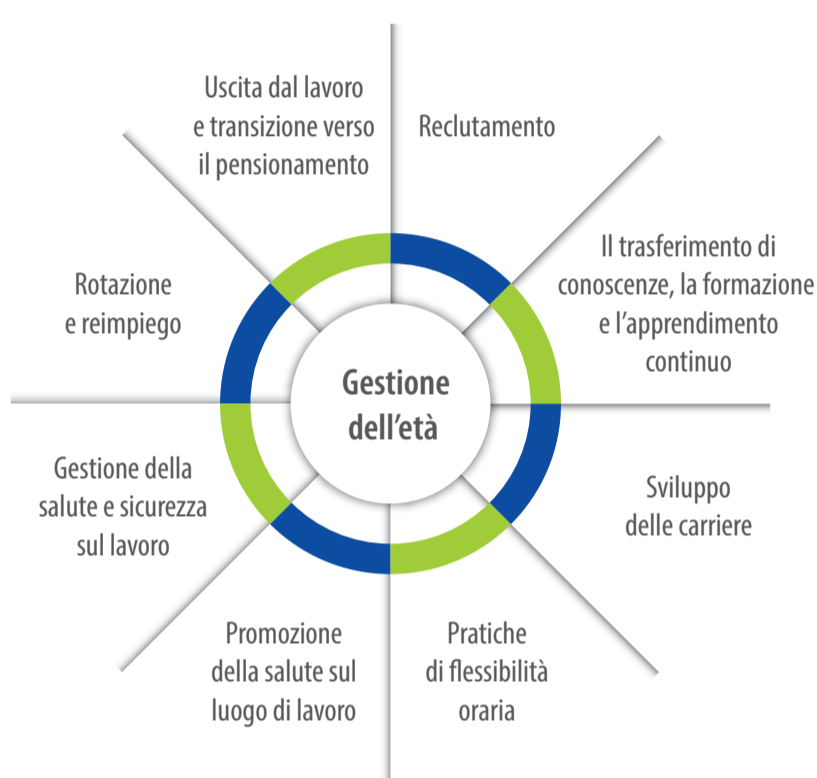 Uscita dal lavoro
e transizione verso
il pensionamento
Reclutamento
Il trasferimento di
conoscenze, la formazione
e l'apprendimento
continuo
Rotazione
e reimpiego
Gestione
dell'età
Gestione della
salute e sicurezza
sul lavoro
Sviluppo
delle carriere
Promozione
della salute sul
luogo di lavoro
Pratiche
di flessibilità
oraria